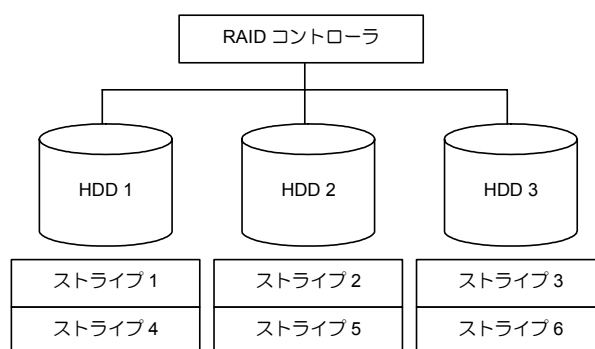 RAID コントローラ
HDD 1
HDD 2
HDD 3
ストライプ 1
ストライプ 2
ストライプ 3
ストライプ 4
ストライプ 5
ストライプ 6